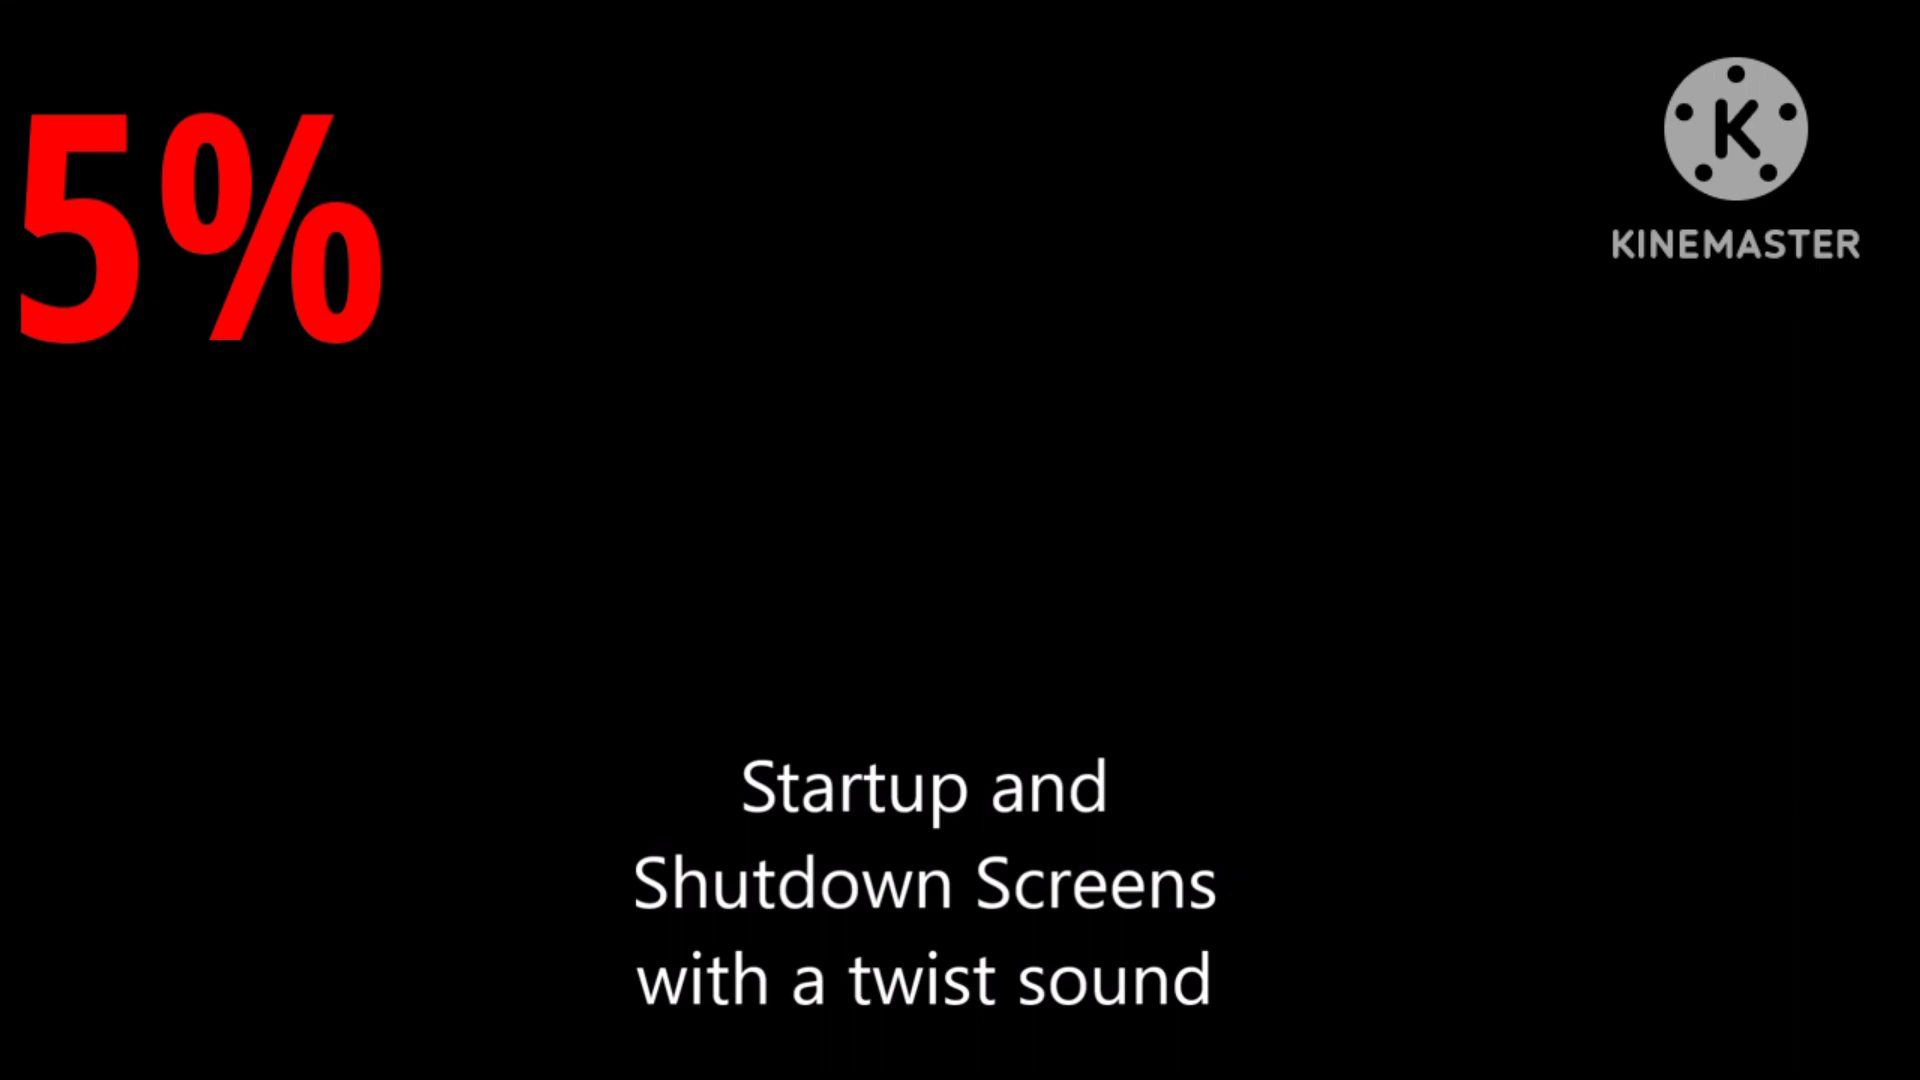 5%
K
KINEMASTER
Startup and
Shutdown Screens
with a twist sound